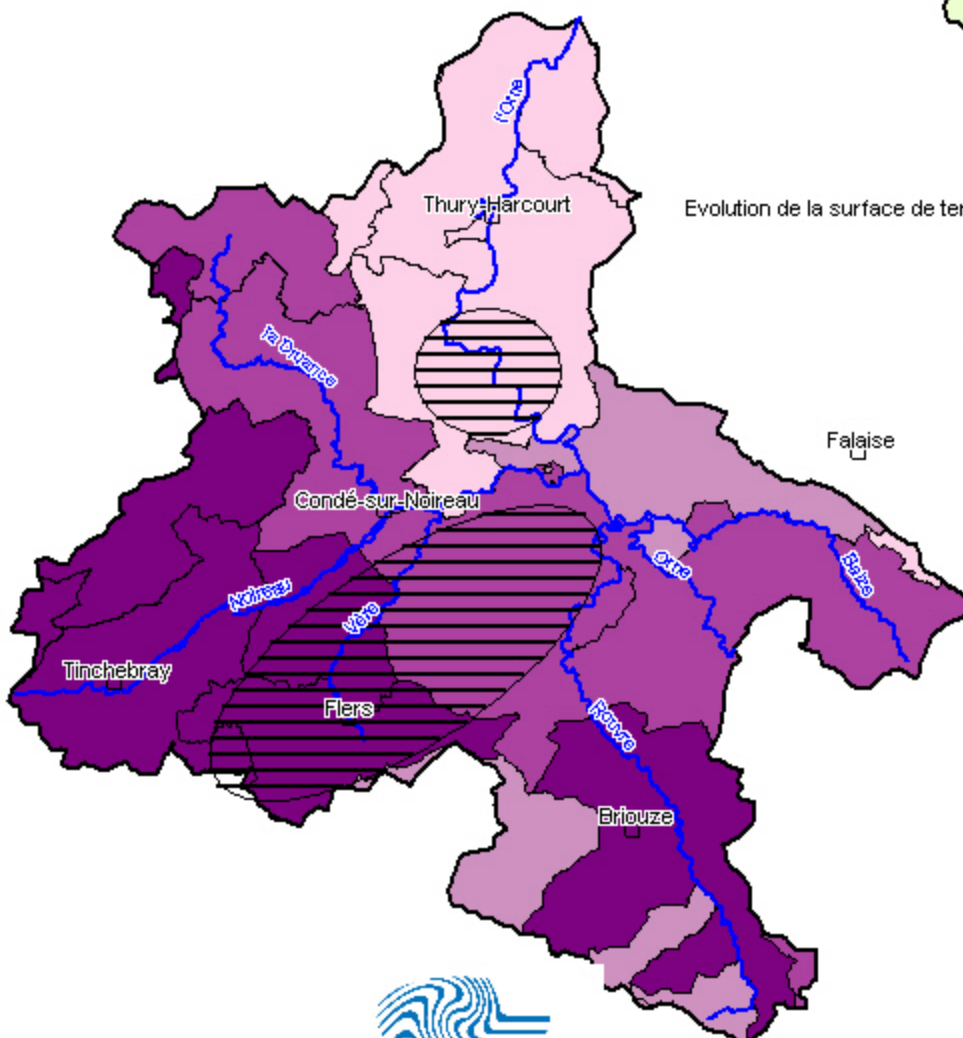 l'Orne
Thury-Harcourt
Evolution de la surface de ter
la Druance
Falaise
Condé-sur-Noireau
Orne
Baize
Noireau
Vère
Tinchebray
Flers
Rouvre
Briouze